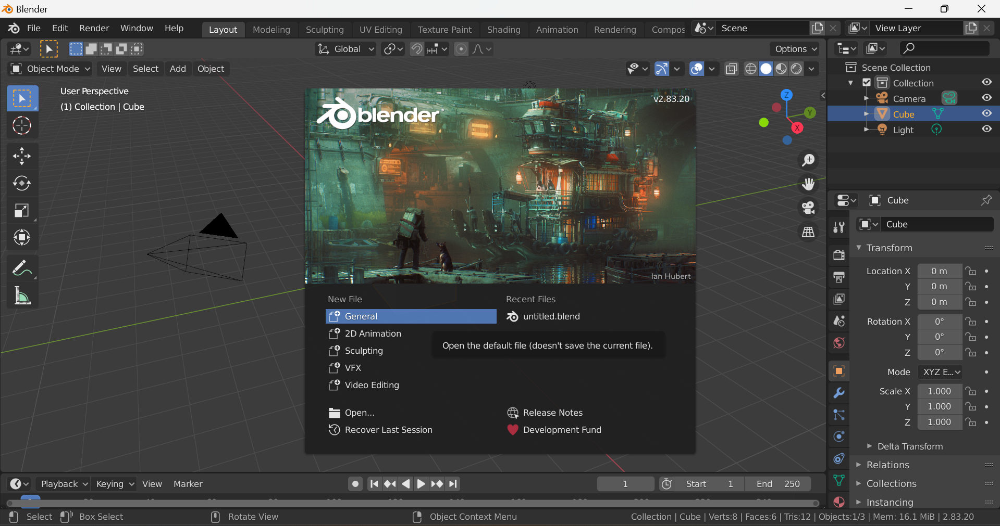 Blender
File Edit Render Window Help Layout Modeling Sculpting UV Editing Texture Paint Shading Animation Rendering Compos Scene View Layer
Global Options
Object Mode View Select Add Object
User Perspective
(1) Collection | Cube
Z
Y
X
blender
v2.83.20
Ian Hubert
New File
General
2D Animation
Sculpting
VFX
Video Editing
Open...
Recover Last Session
Recent Files
untitled.blend
Open the default file (doesn't save the current file).
Release Notes
Development Fund
Scene Collection
Collection
Camera
Cube
Light
Cube
Cube
Transform
Location X 0 m
Y 0 m
Z 0 m
Rotation X 0°
Y 0°
Z 0°
Mode XYZ E...
Scale X 1.000
Y 1.000
Z 1.000
Delta Transform
Relations
Collections
Instancing
Playback Keying View Marker 1 Start 1 End 250
Select Box Select Rotate View Object Context Menu Collection | Cube | Verts:8 | Faces:6 | Tris:12 | Objects:1/3 | Mem: 16.1 MiB | 2.83.20